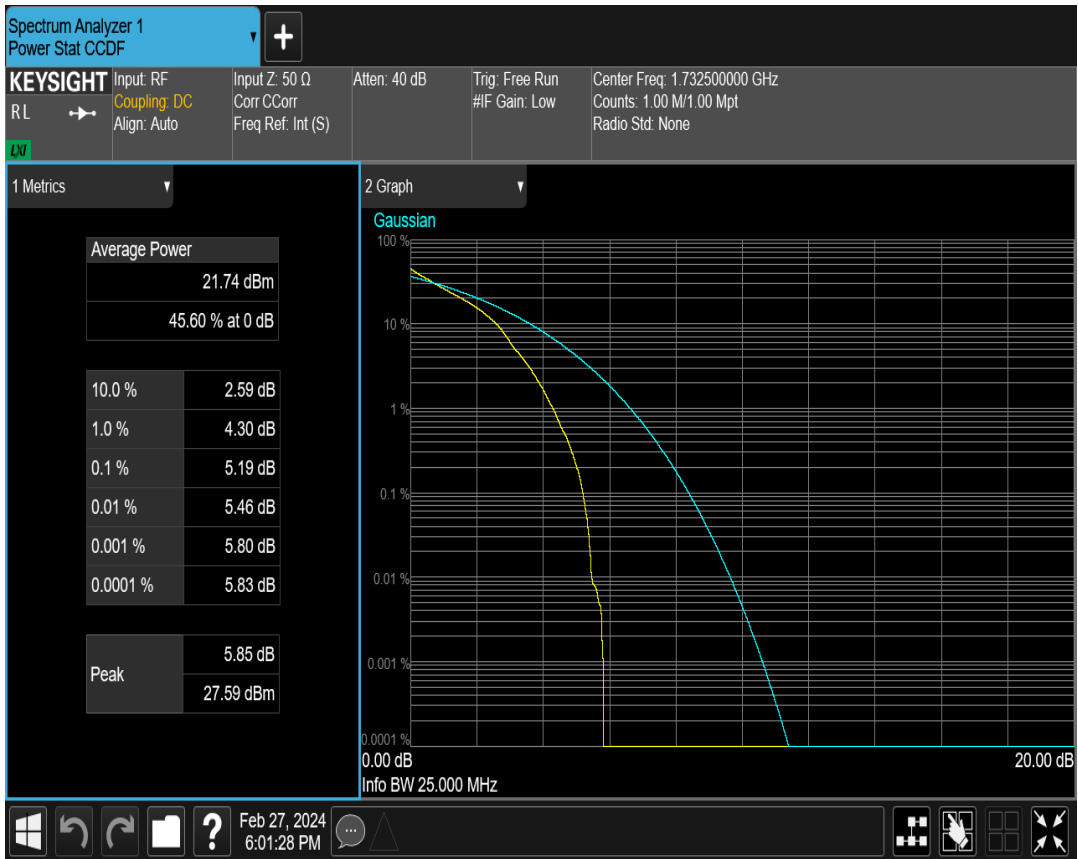 Spectrum Analyzer 1
Power Stat CCDF
KEYSIGHT
RL
LXI
Input: RF
Coupling: DC
Align: Auto
Input Z: 50 Ω
Corr CCorr
Freq Ref: Int (S)
Atten: 40 dB
Trig: Free Run
#IF Gain: Low
Center Freq: 1.732500000 GHz
Counts: 1.00 M/1.00 Mpt
Radio Std: None
1 Metrics
Average Power
21.74 dBm
45.60 % at 0 dB
10.0 % 2.59 dB
1.0 % 4.30 dB
0.1 % 5.19 dB
0.01 % 5.46 dB
0.001 % 5.80 dB
0.0001 % 5.83 dB
Peak
5.85 dB
27.59 dBm
2 Graph
Gaussian
100 %
10 %
1 %
0.1 %
0.01 %
0.001 %
0.0001 %
0.00 dB 20.00 dB
Info BW 25.000 MHz
Feb 27, 2024
6:01:28 PM